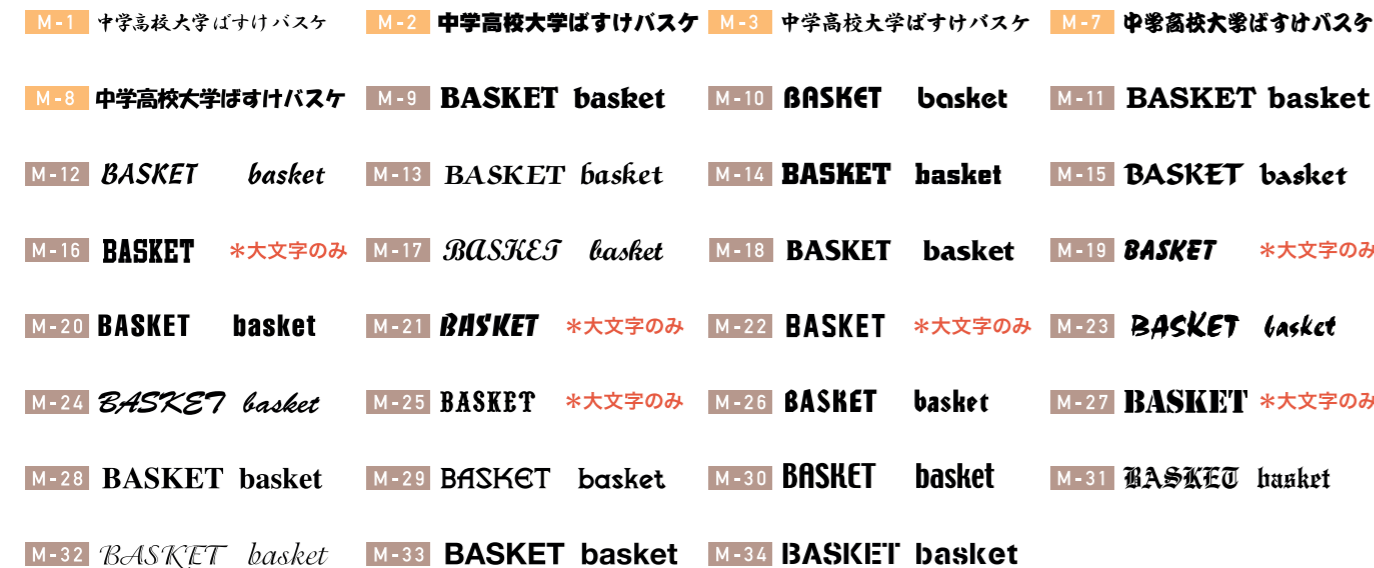 M-1 中学高校大学ばすけバスケ M-2 中学高校大学ばすけバスケ M-3 中学高校大学ばすけバスケ M-7 中学高校大学ばすけバスケ
M-8 中学高校大学ばすけバスケ M-9 BASKET basket M-10 BASKET basket M-11 BASKET basket
M-12 BASKET basket M-13 BASKET basket M-14 BASKET basket M-15 BASKET basket
M-16 BASKET ＊大文字のみ M-17 BASKET basket M-18 BASKET basket M-19 BASKET ＊大文字のみ
M-20 BASKET basket M-21 BASKET ＊大文字のみ M-22 BASKET ＊大文字のみ M-23 BASKET basket
M-24 BASKET basket M-25 BASKET ＊大文字のみ M-26 BASKET basket M-27 BASKET ＊大文字のみ
M-28 BASKET basket M-29 BASKET basket M-30 BASKET basket M-31 BASKET basket
M-32 BASKET basket M-33 BASKET basket M-34 BASKET basket